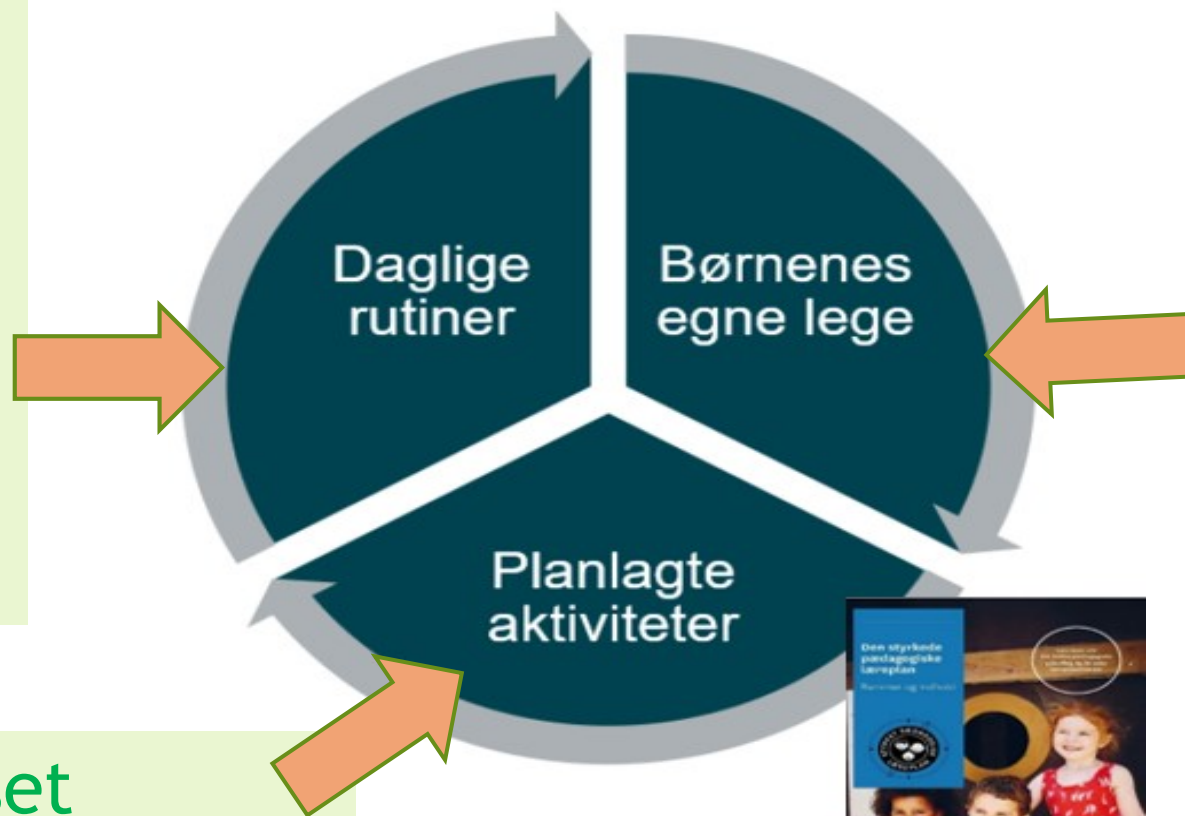 Daglige
rutiner
Børnenes
egne lege
Planlagte
aktiviteter
Den styrkede
pædagogiske
læreplan
Rammer og indhold
et